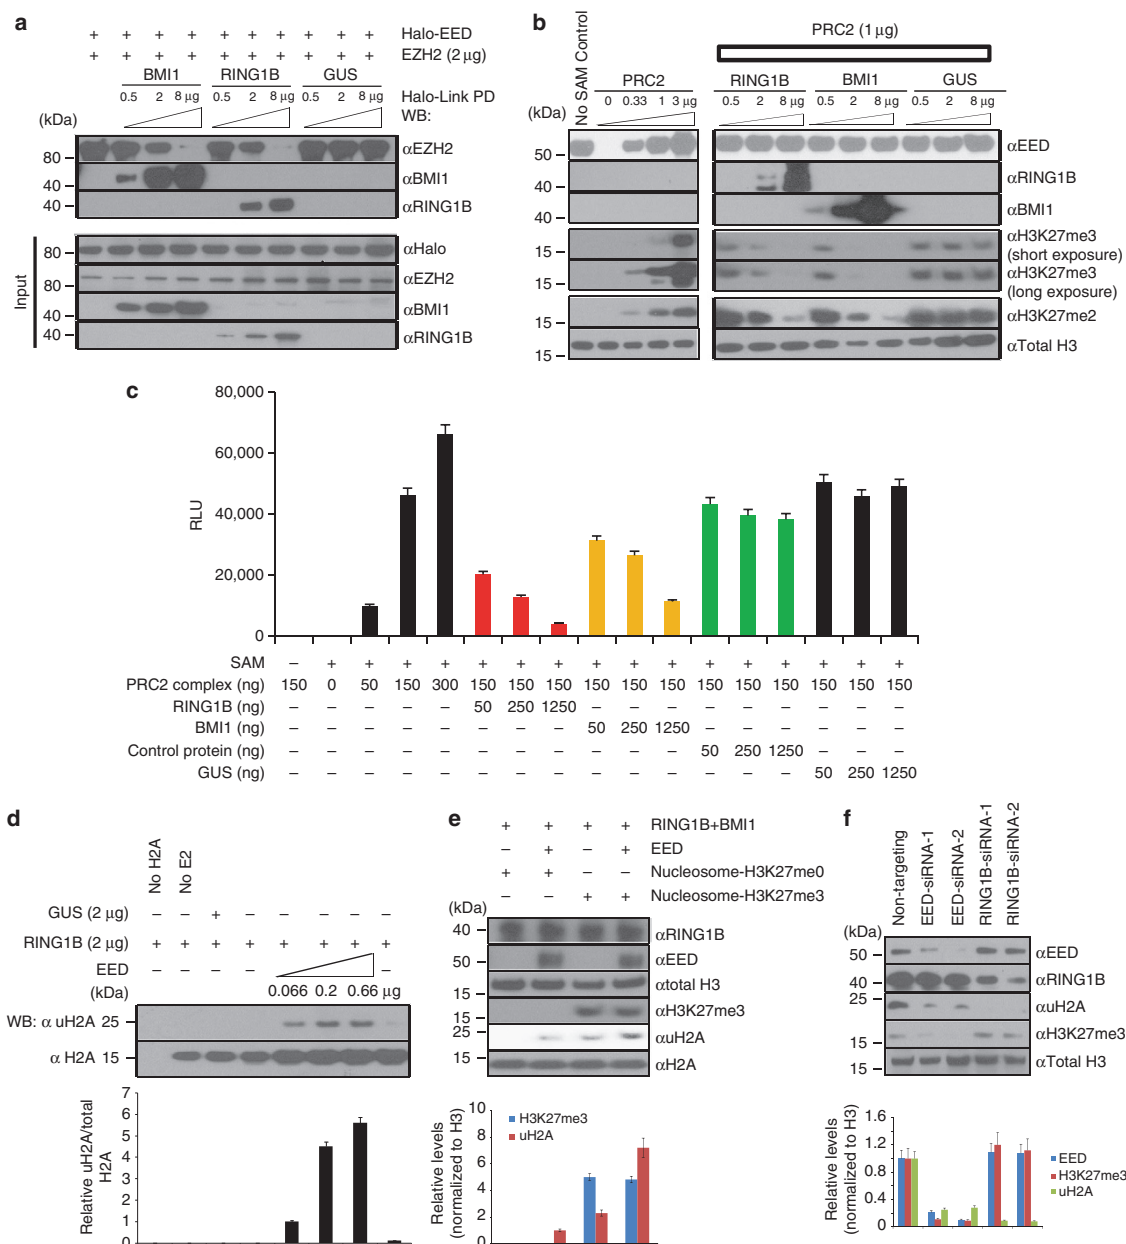 a
+ + + + + + + + + + Halo-EED
+ + + + + + + + + + EZH2 (2 μg)
BMI1 RING1B GUS
0.5 2 8 μg 0.5 2 8 μg 0.5 2 8 μg Halo-Link PD
(kDa) WB:
80 αEZH2
40 αBMI1
40 αRING1B
Input
80 αHalo
80 αEZH2
40 αBMI1
40 αRING1B
b
No SAM Control
PRC2 (1 μg)
PRC2 RING1B BMI1 GUS
(kDa) 0 0.33 1 3 μg 0.5 2 8 μg 0.5 2 8 μg 0.5 2 8 μg
50 αEED
40 40 αRING1B
40 40 αBMI1
15 15 αH3K27me3 (short exposure)
15 15 αH3K27me3 (long exposure)
15 15 αH3K27me2
15 15 αTotal H3
c
80,000
60,000
40,000
20,000
0
RLU
SAM – + + + + + + + + + + + + + + + +
PRC2 complex (ng) 150 0 50 150 300 150 150 150 150 150 150 150 150 150 150 150 150
RING1B (ng) – – – – – 50 250 1250 – – – – – – – – –
BMI1 (ng) – – – – – – – – 50 250 1250 – – – – – –
Control protein (ng) – – – – – – – – – – – 50 250 1250 – – –
GUS (ng) – – – – – – – – – – – – – – 50 250 1250
d
No H2A
No E2
GUS (2 μg) – – + – – – – –
RING1B (2 μg) + + + + + + + +
EED – – – – –
(kDa) 0.066 0.2 0.66 μg
WB: α uH2A 25
α H2A 15
Relative uH2A/total H2A
7
6
5
4
3
2
1
0
e
+ + + + RING1B+BMI1
– + – + EED
+ + – – Nucleosome-H3K27me0
– – + + Nucleosome-H3K27me3
(kDa)
40 αRING1B
50 αEED
15 αtotal H3
15 αH3K27me3
25 αuH2A
15 αH2A
Relative levels (normalized to H3)
10
8
6
4
2
0
H3K27me3
uH2A
f
Non-targeting
EED-siRNA-1
EED-siRNA-2
RING1B-siRNA-1
RING1B-siRNA-2
(kDa)
50 αEED
40 αRING1B
25 αuH2A
15 αH3K27me3
15 αTotal H3
Relative levels (normalized to H3)
1.6
1.2
0.8
0.4
0
EED
H3K27me3
uH2A